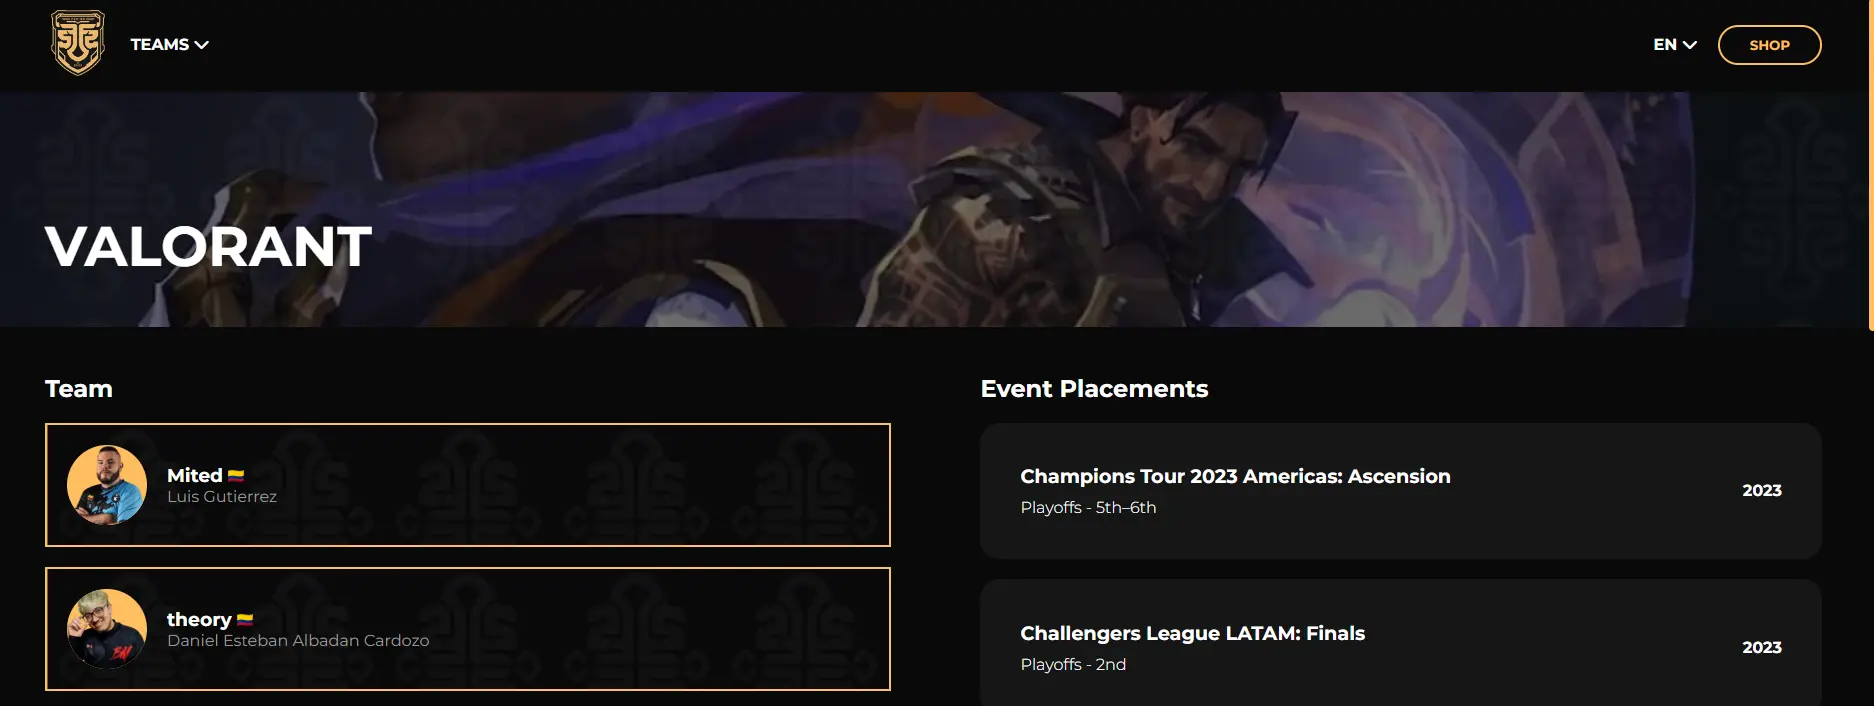 TEAMS
EN
SHOP
VALORANT
Team
Mited
Luis Gutierrez
theory
Daniel Esteban Albadan Cardozo
Event Placements
Champions Tour 2023 Americas: Ascension
Playoffs - 5th–6th
2023
Challengers League LATAM: Finals
Playoffs - 2nd
2023